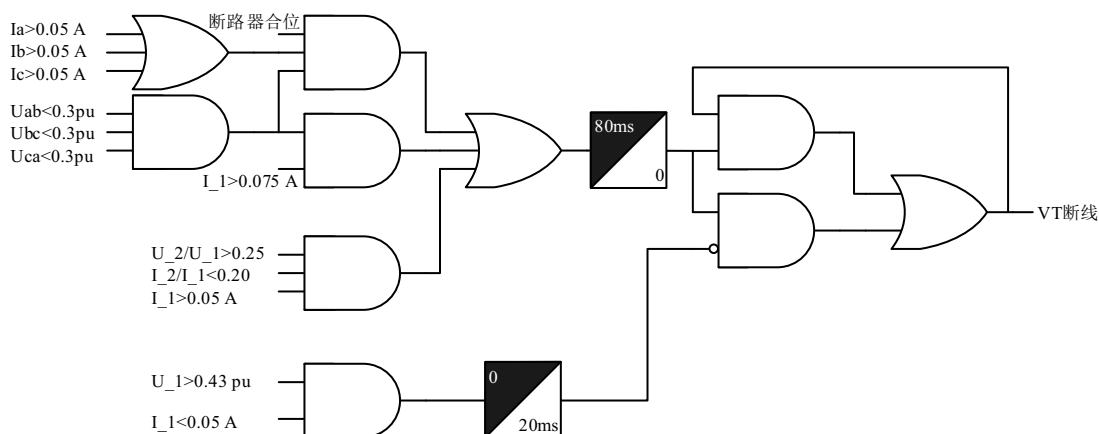 断路器合位
Ia>0.05 A
Ib>0.05 A
Ic>0.05 A
Uab<0.3pu
Ubc<0.3pu
Uca<0.3pu
I_1>0.075 A
80ms
0
VT断线
U_2/U_1>0.25
I_2/I_1<0.20
I_1>0.05 A
U_1>0.43 pu
I_1<0.05 A
0
20ms